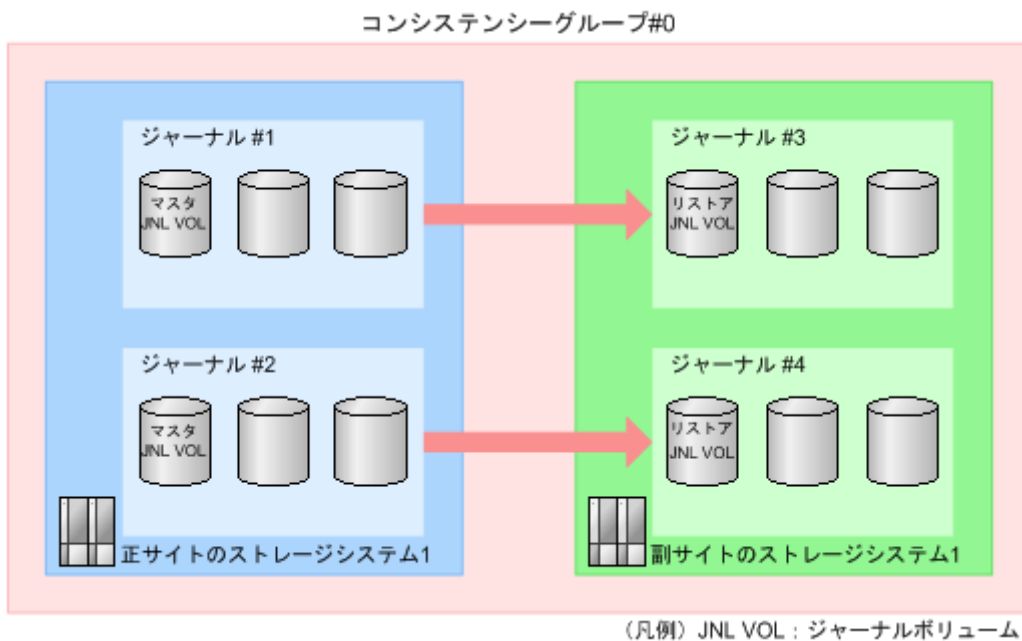 コンシステンシーグループ#0
ジャーナル #1
マスタ
JNL VOL
ジャーナル #3
リストア
JNL VOL
ジャーナル #2
マスタ
JNL VOL
ジャーナル #4
リストア
JNL VOL
正サイトのストレージシステム1
副サイトのストレージシステム1
（凡例）JNL VOL：ジャーナルボリューム